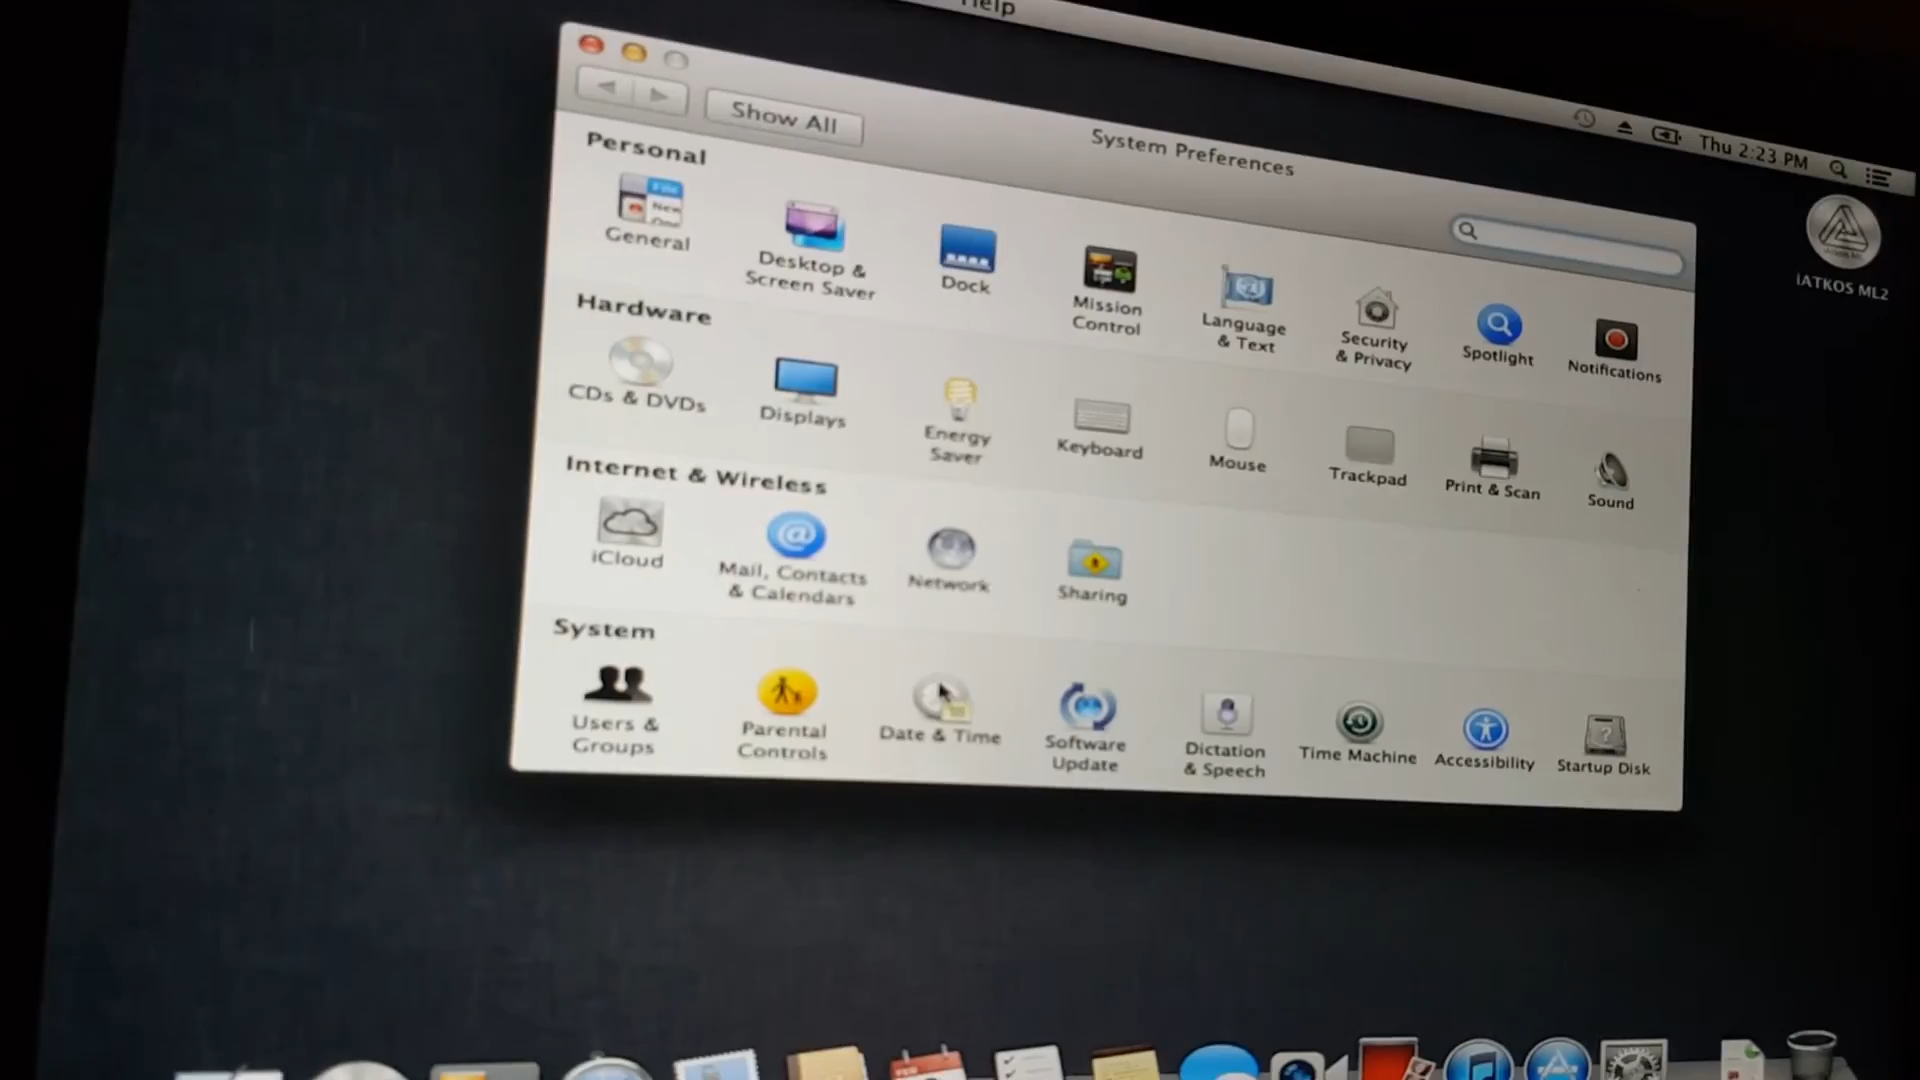 Help
Thu 2:23 PM
Show All
System Preferences
Personal
General
Desktop &
Screen Saver
Dock
Mission
Control
Language
& Text
Security
& Privacy
Spotlight
Notifications
iATKOS ML2
Hardware
CDs & DVDs
Displays
Energy
Saver
Keyboard
Mouse
Trackpad
Print & Scan
Sound
Internet & Wireless
iCloud
Mail, Contacts
& Calendars
Network
Sharing
System
Users &
Groups
Parental
Controls
Date & Time
Software
Update
Dictation
& Speech
Time Machine
Accessibility
Startup Disk